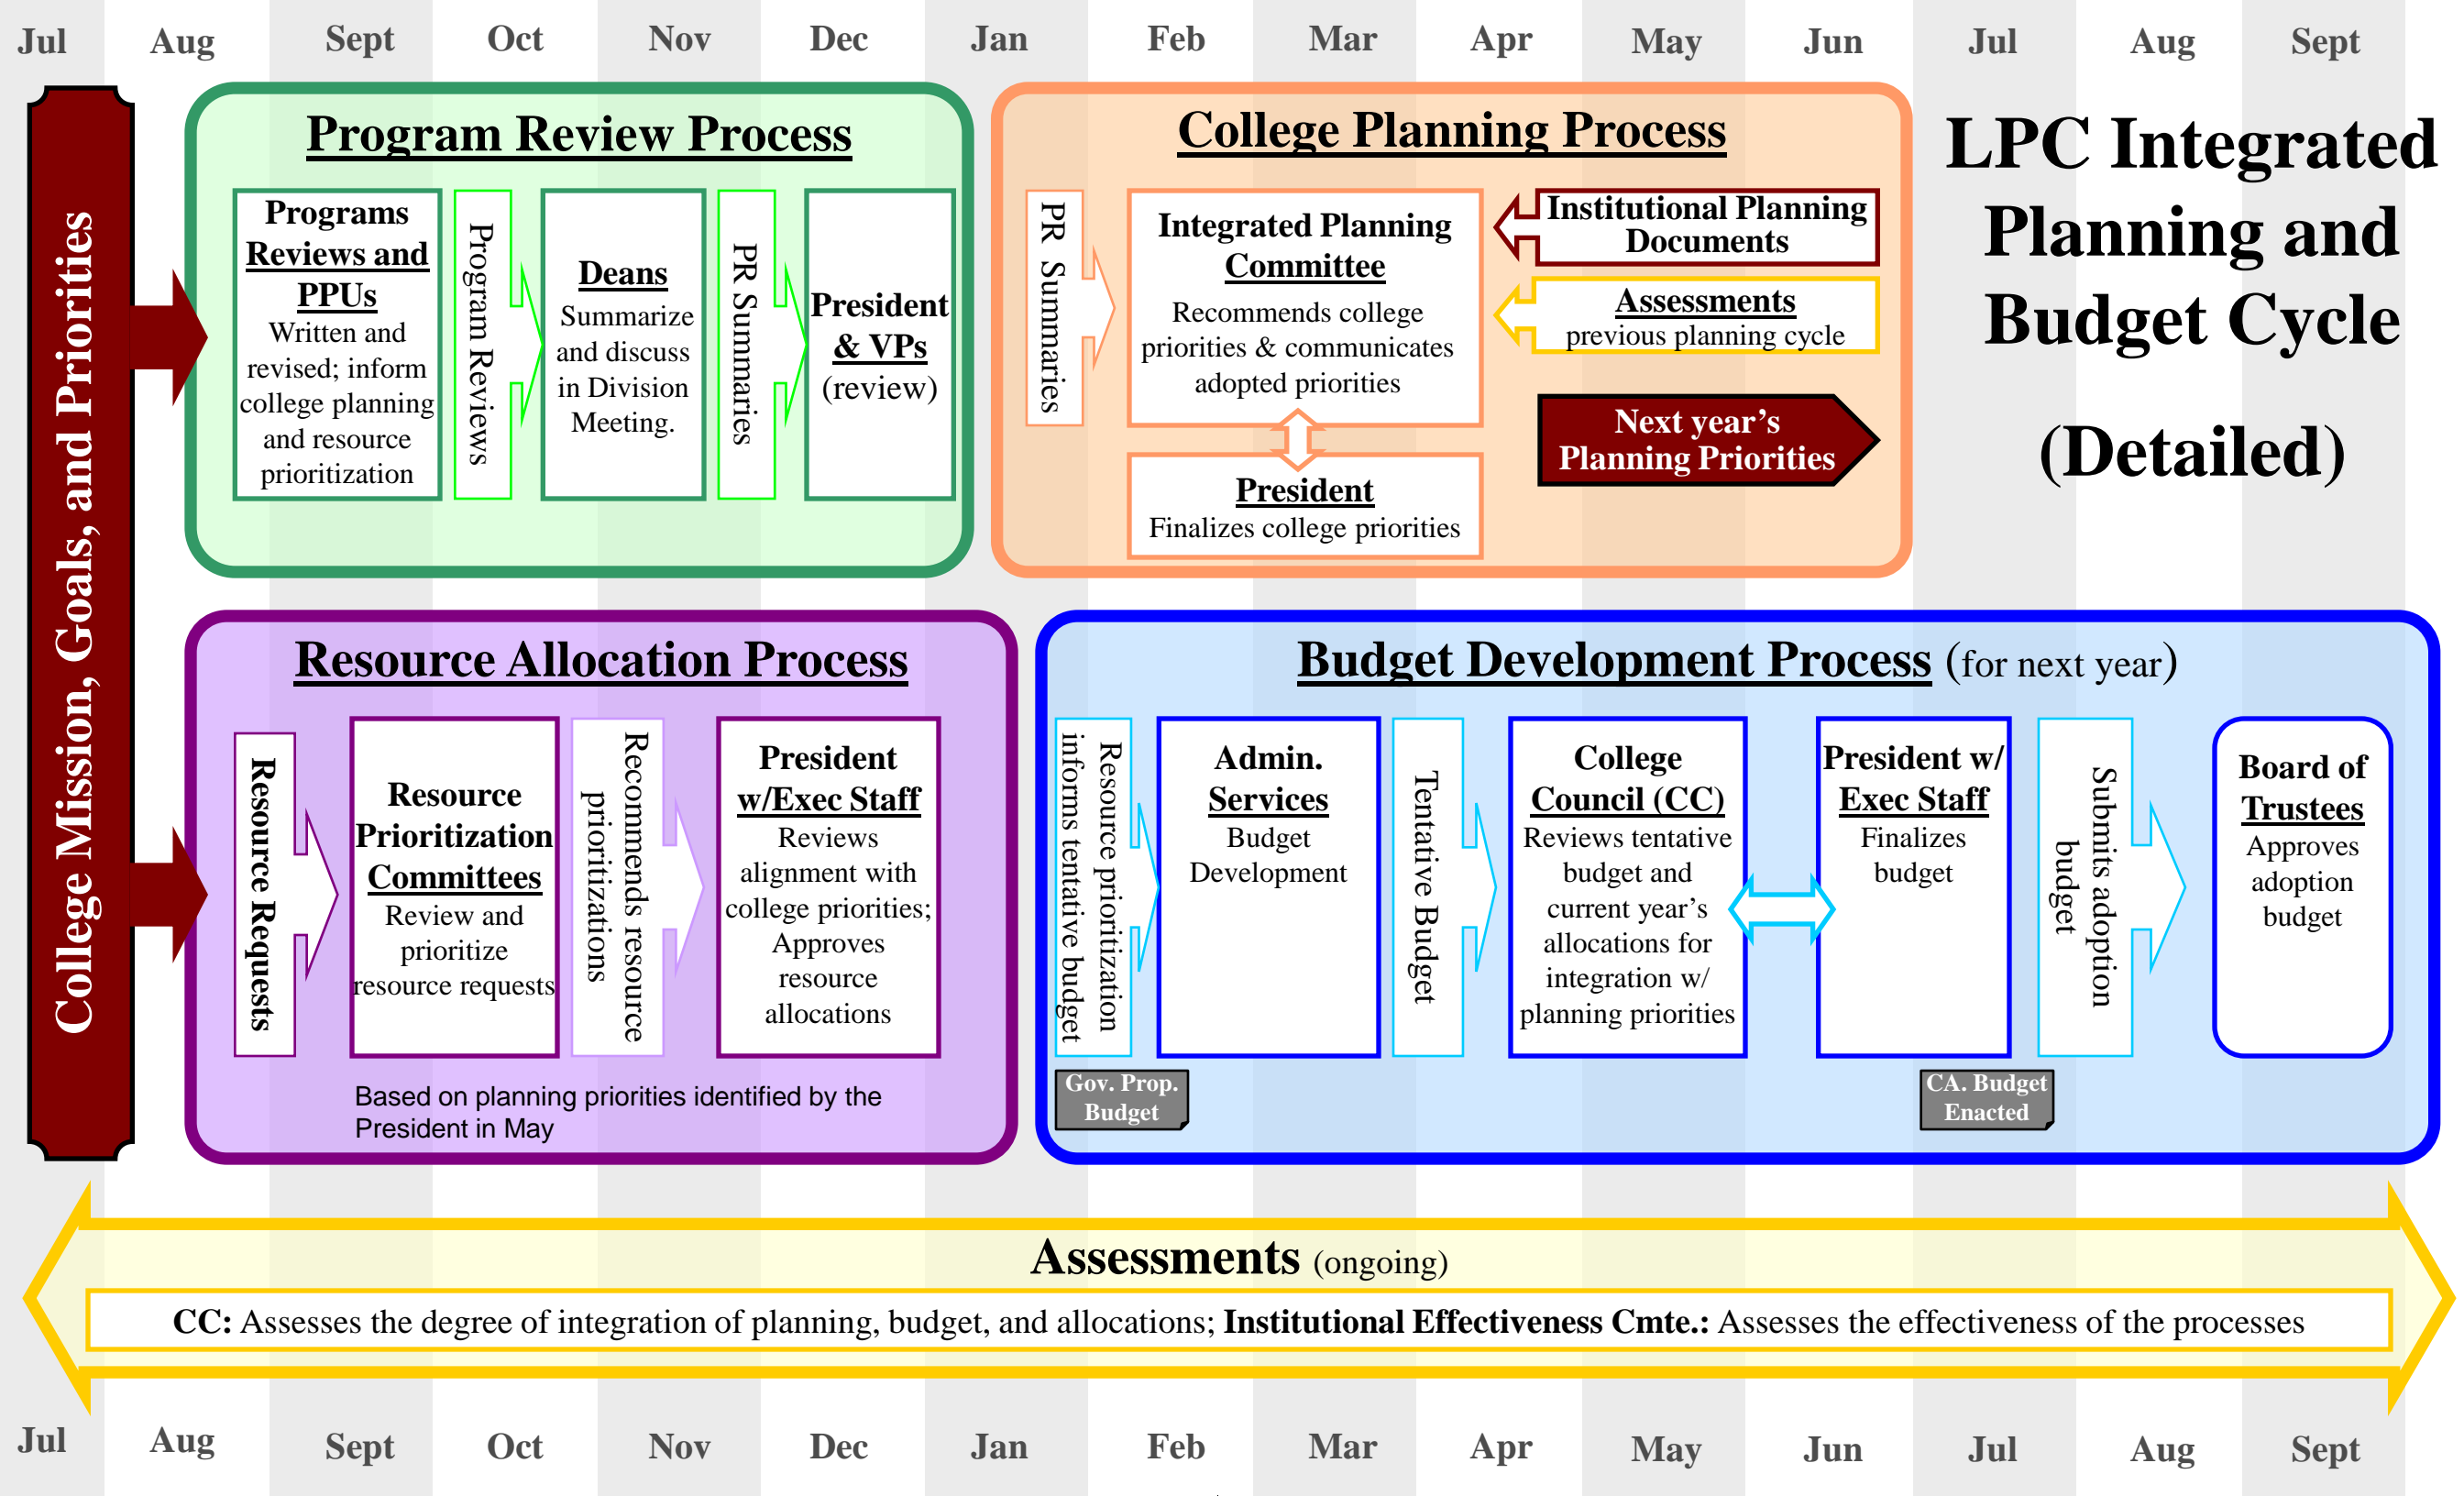 Jul Aug Sept Oct Nov Dec Jan Feb Mar Apr May Jun Jul Aug Sept
College Mission, Goals, and Priorities
Program Review Process
Programs
Reviews and
PPUs
Written and
revised; inform
college planning
and resource
prioritization
Program Reviews
Deans
Summarize
and discuss
in Division
Meeting.
PR Summaries
President
& VPs
(review)
College Planning Process
PR Summaries
Integrated Planning
Committee
Recommends college
priorities & communicates
adopted priorities
President
Finalizes college priorities
Institutional Planning
Documents
Assessments
previous planning cycle
Next year’s
Planning Priorities
LPC Integrated
Planning and
Budget Cycle
(Detailed)
Resource Allocation Process
Resource Requests
Resource
Prioritization
Committees
Review and
prioritize
resource requests
Recommends resource
prioritizations
President
w/Exec Staff
Reviews
alignment with
college priorities;
Approves
resource
allocations
Based on planning priorities identified by the
President in May
Budget Development Process (for next year)
Resource prioritization
informs tentative budget
Gov. Prop.
Budget
Admin.
Services
Budget
Development
Tentative Budget
College
Council (CC)
Reviews tentative
budget and
current year’s
allocations for
integration w/
planning priorities
President w/
Exec Staff
Finalizes
budget
CA. Budget
Enacted
Submits adoption
budget
Board of
Trustees
Approves
adoption
budget
Assessments (ongoing)
CC: Assesses the degree of integration of planning, budget, and allocations; Institutional Effectiveness Cmte.: Assesses the effectiveness of the processes
Jul Aug Sept Oct Nov Dec Jan Feb Mar Apr May Jun Jul Aug Sept